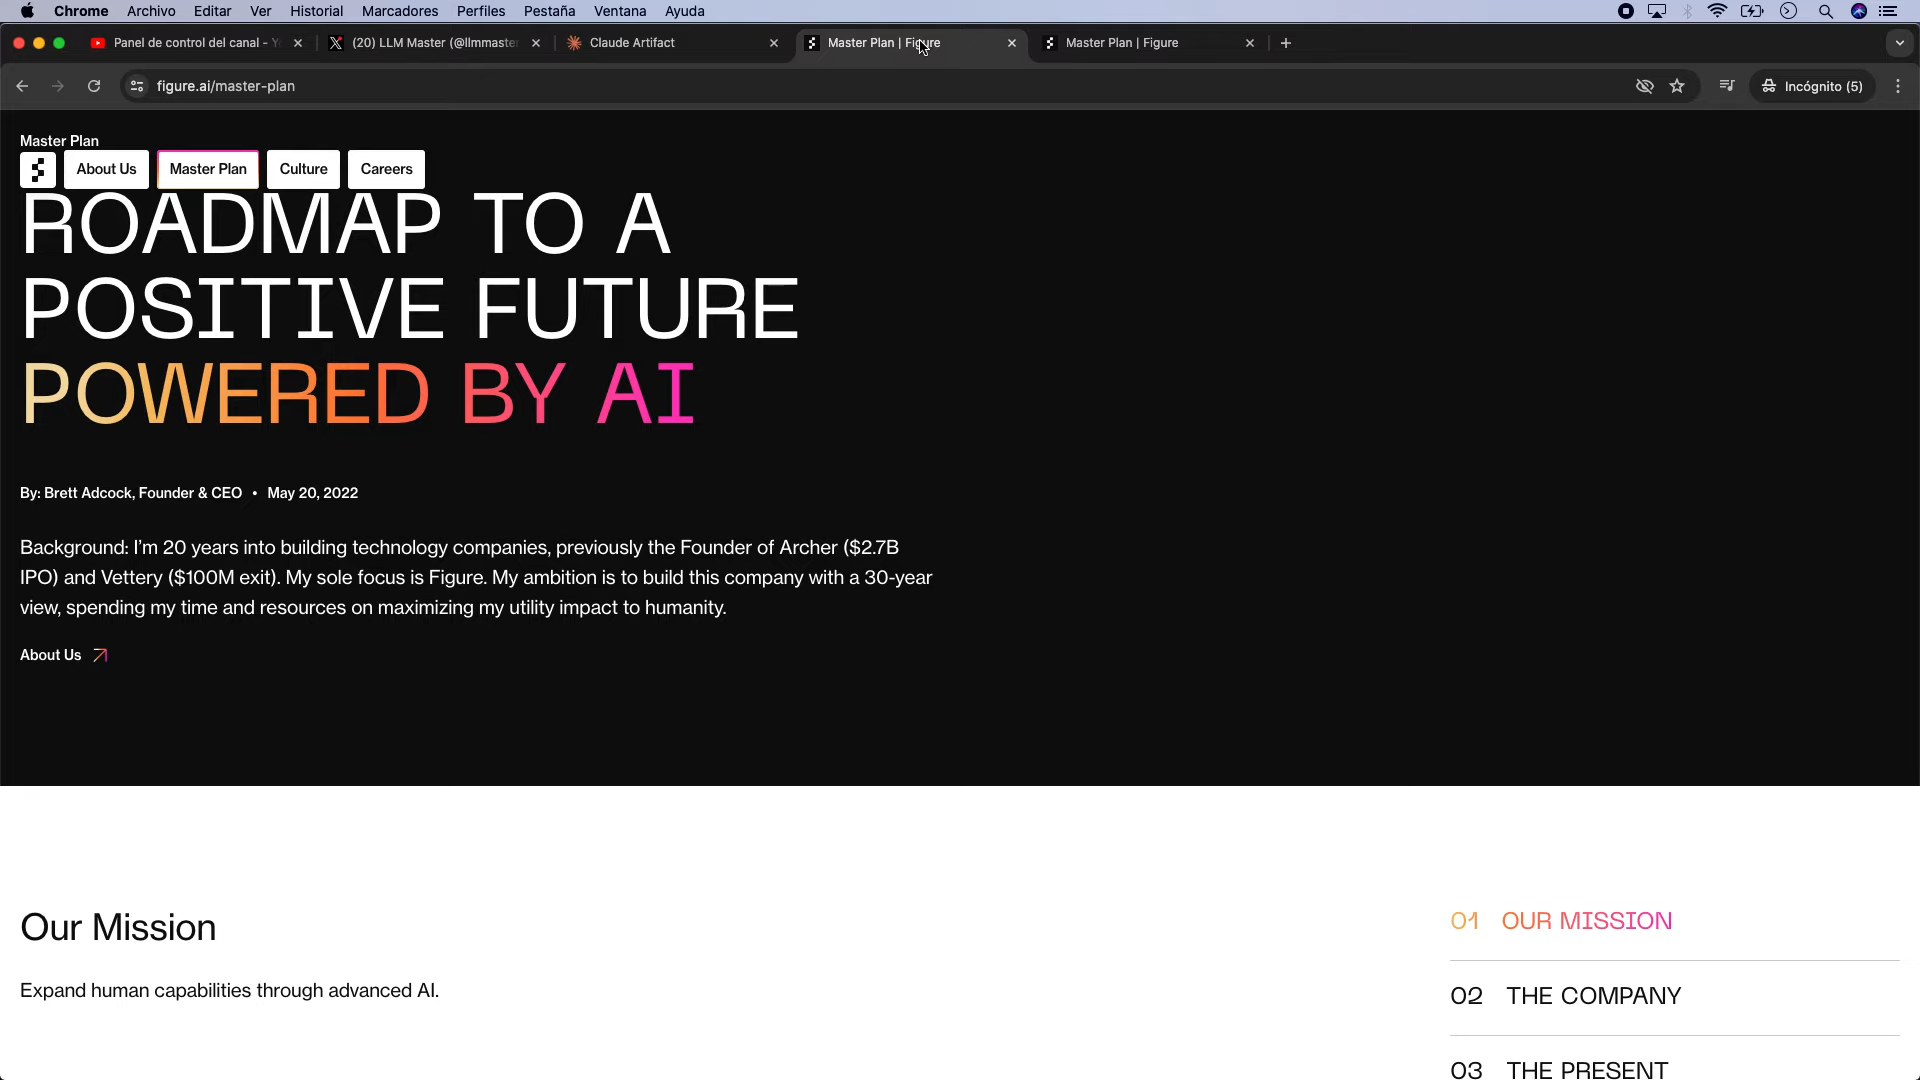 Chrome Archivo Editar Ver Historial Marcadores Perfiles Pestaña Ventana Ayuda
Panel de control del canal - Y
(20) LLM Master (@llmmaster
Claude Artifact
Master Plan | Figure
Master Plan | Figure
figure.ai/master-plan
Incógnito (5)
Master Plan
About Us
Master Plan
Culture
Careers
ROADMAP TO A
POSITIVE FUTURE
POWERED BY AI
By: Brett Adcock, Founder & CEO • May 20, 2022
Background: I’m 20 years into building technology companies, previously the Founder of Archer ($2.7B
IPO) and Vettery ($100M exit). My sole focus is Figure. My ambition is to build this company with a 30-year
view, spending my time and resources on maximizing my utility impact to humanity.
About Us
Our Mission
Expand human capabilities through advanced AI.
01 OUR MISSION
02 THE COMPANY
03 THE PRESENT